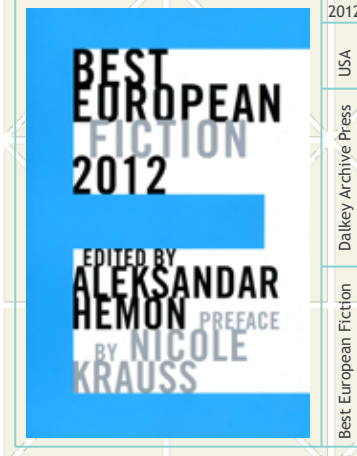 BEST
EUROPEAN
FICTION
2012
EDITED BY
ALEKSANDAR
HEMON PREFACE
BY NICOLE
KRAUSS
2012
USA
Dalkey Archive Press
Best European Fiction